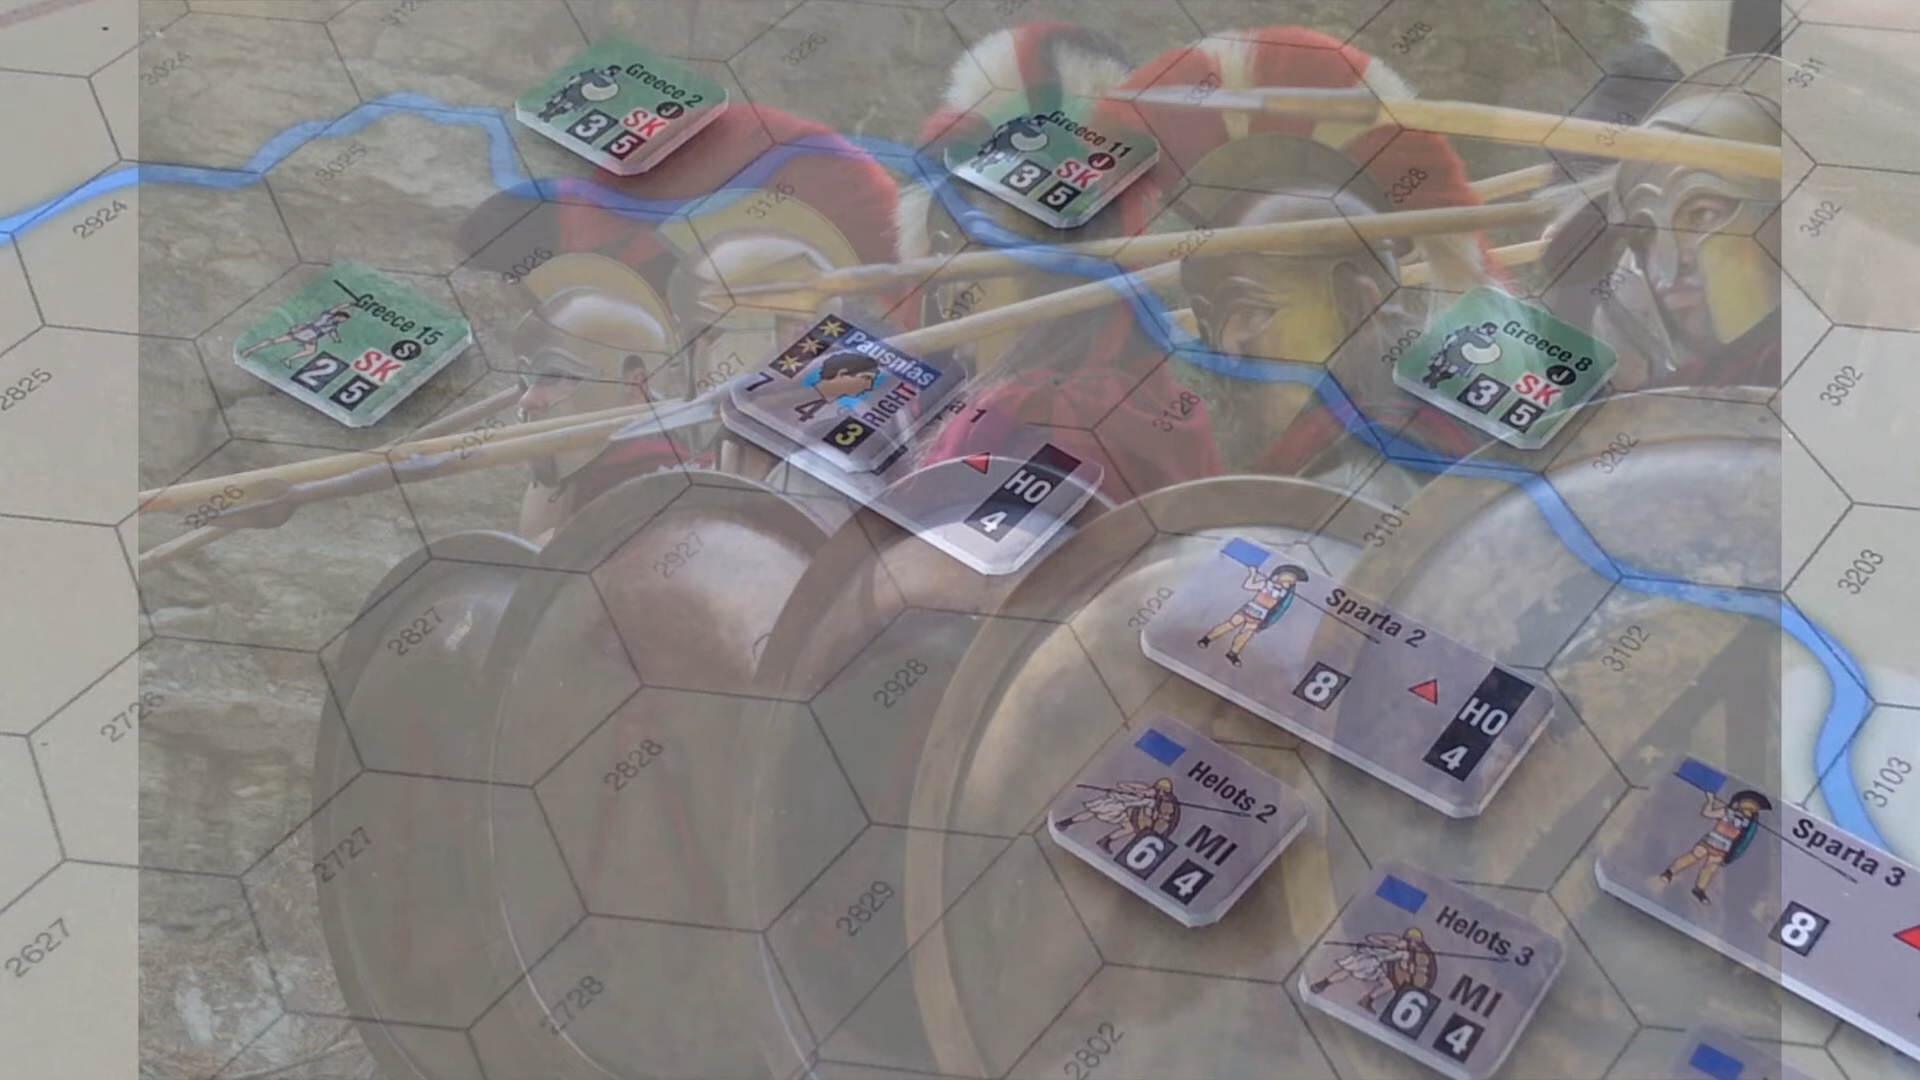 3024
3226
3428
3511
Greece 2
J
SK
3 5
3327
Greece 11
J
SK
3 5
3025
3126
3328
3402
2924
3026
3127
Greece 15
S
SK
2 5
Pausnias
7
4
3
RIGHT
a 1
HO
4
3027
3128
Greece 8
J
SK
3 5
3302
2825
2926
3202
2826
3101
2927
3203
2827
3029
Sparta 2
8
HO
4
3102
2726
2928
2828
Helots 2
MI
6 4
3103
Sparta 3
8
2727
2829
2627
Helots 3
MI
6 4
2728
2802